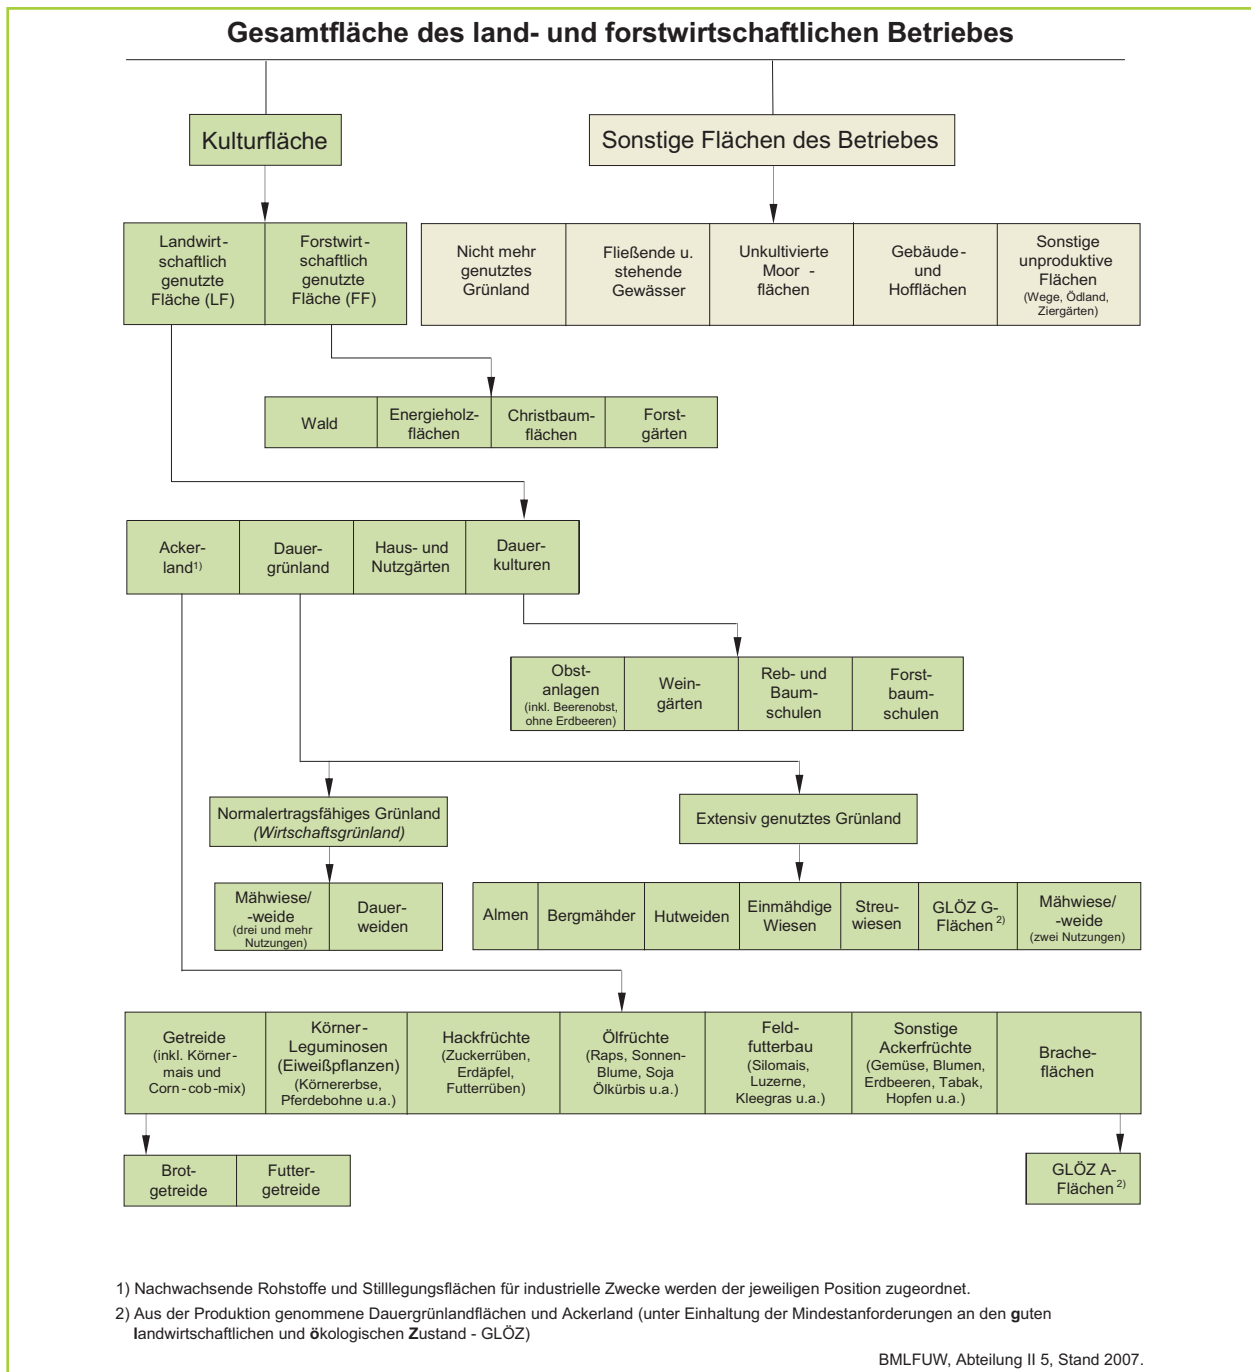 Gesamtfläche des land- und forstwirtschaftlichen Betriebes
Kulturfläche
Sonstige Flächen des Betriebes
Landwirt-
schaftlich
genutzte
Fläche (LF)
Forstwirt-
schaftlich
genutzte
Fläche (FF)
Nicht mehr
genutztes
Grünland
Fließende u.
stehende
Gewässer
Unkultivierte
Moor -
flächen
Gebäude-
und
Hofflächen
Sonstige
unproduktive
Flächen
(Wege, Ödland,
Ziergärten)
Wald
Energieholz-
flächen
Christbaum-
flächen
Forst-
gärten
Acker-
land1)
Dauer-
grünland
Haus- und
Nutzgärten
Dauer-
kulturen
Obst-
anlagen
(inkl. Beerenobst,
ohne Erdbeeren)
Wein-
gärten
Reb- und
Baum-
schulen
Forst-
baum-
schulen
Normalertragsfähiges Grünland
(Wirtschaftsgrünland)
Extensiv genutztes Grünland
Mähwiese/
-weide
(drei und mehr
Nutzungen)
Dauer-
weiden
Almen
Bergmähder
Hutweiden
Einmähdige
Wiesen
Streu-
wiesen
GLÖZ G-
Flächen 2)
Mähwiese/
-weide
(zwei Nutzungen)
Getreide
(inkl. Körner-
mais und
Corn-cob-mix)
Körner-
Leguminosen
(Eiweißpflanzen)
(Körnererbse,
Pferdebohne u.a.)
Hackfrüchte
(Zuckerrüben,
Erdäpfel,
Futterrüben)
Ölfrüchte
(Raps, Sonnen-
Blume, Soja
Ölkürbis u.a.)
Feld-
futterbau
(Silomais,
Luzerne,
Kleegras u.a.)
Sonstige
Ackerfrüchte
(Gemüse, Blumen,
Erdbeeren, Tabak,
Hopfen u.a.)
Brache-
flächen
Brot-
getreide
Futter-
getreide
GLÖZ A-
Flächen 2)
1) Nachwachsende Rohstoffe und Stilllegungsflächen für industrielle Zwecke werden der jeweiligen Position zugeordnet.
2) Aus der Produktion genommene Dauergrünlandflächen und Ackerland (unter Einhaltung der Mindestanforderungen an den guten
landwirtschaftlichen und ökologischen Zustand - GLÖZ)
BMLFUW, Abteilung II 5, Stand 2007.